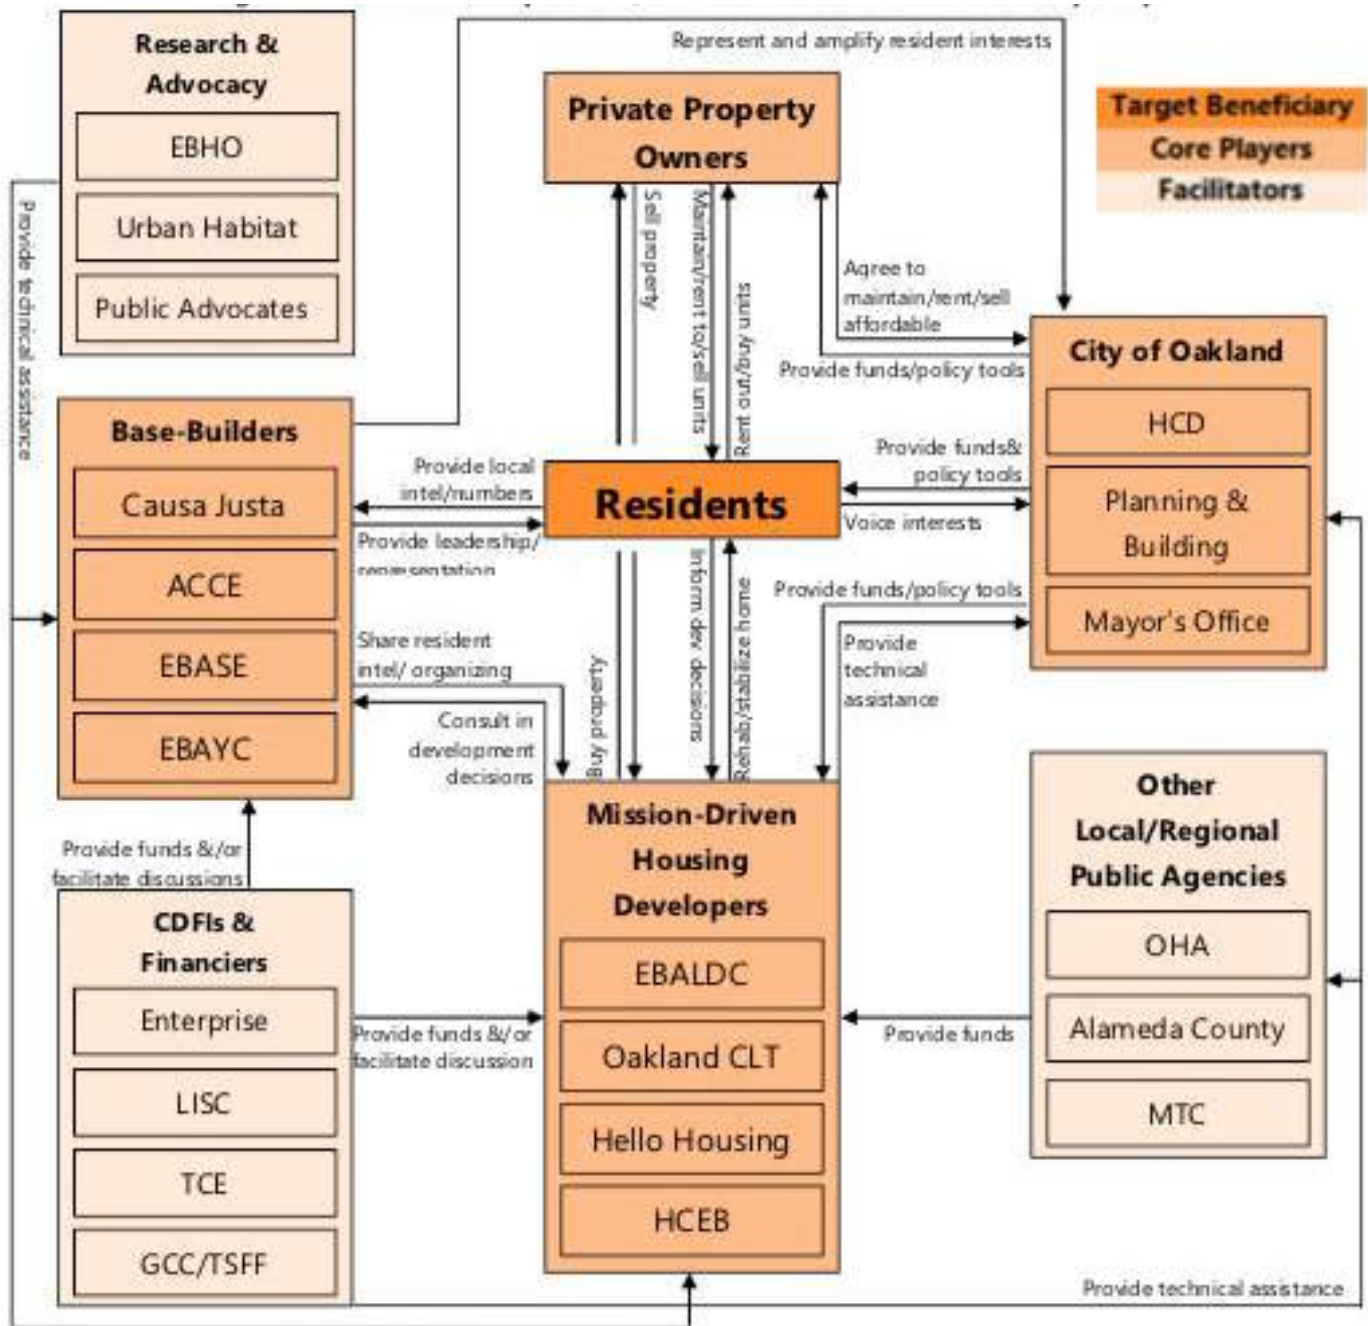 Research &
Advocacy
EBHO
Urban Habitat
Public Advocates
Represent and amplify resident interests
Private Property
Owners
Target Beneficiary
Core Players
Facilitators
Provide technical assistance
Sell property
Maintain/rent to/sell units
Rent out/buy units
Agree to
maintain/rent/sell
affordable
Provide funds/policy tools
City of Oakland
HCD
Planning &
Building
Mayor's Office
Base-Builders
Causa Justa
ACCE
EBASE
EBAYC
Provide local
intel/numbers
Provide leadership/
representation
Residents
Provide funds&
policy tools
Voice interests
Share resident
intel/ organizing
Consult in
development
decisions
Buy property
Inform dev decisions
Rehab/stabilize home
Provide funds/policy tools
Provide
technical
assistance
Provide funds &/or
facilitate discussions
CDFIs &
Financiers
Enterprise
LISC
TCE
GCC/TSFF
Provide funds &/or
facilitate discussion
Mission-Driven
Housing
Developers
EBALDC
Oakland CLT
Hello Housing
HCEB
Provide funds
Other
Local/Regional
Public Agencies
OHA
Alameda County
MTC
Provide technical assistance